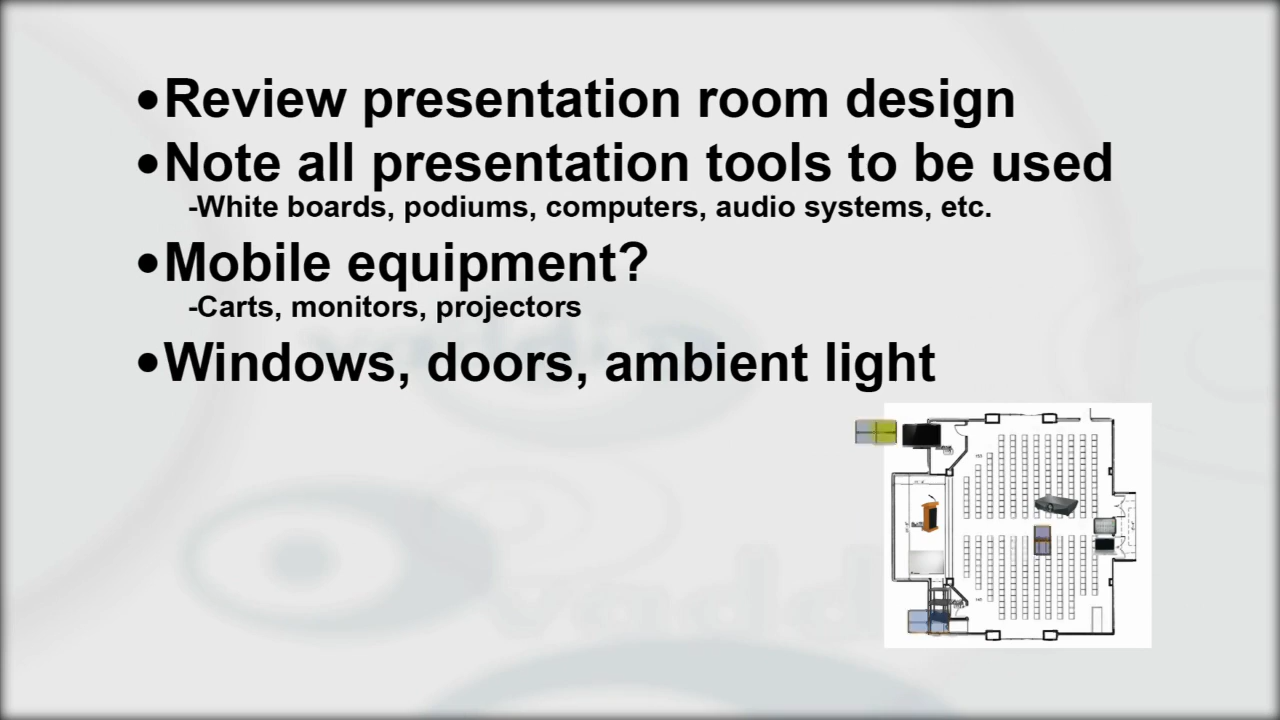 •Review presentation room design
•Note all presentation tools to be used
-White boards, podiums, computers, audio systems, etc.
•Mobile equipment?
-Carts, monitors, projectors
•Windows, doors, ambient light